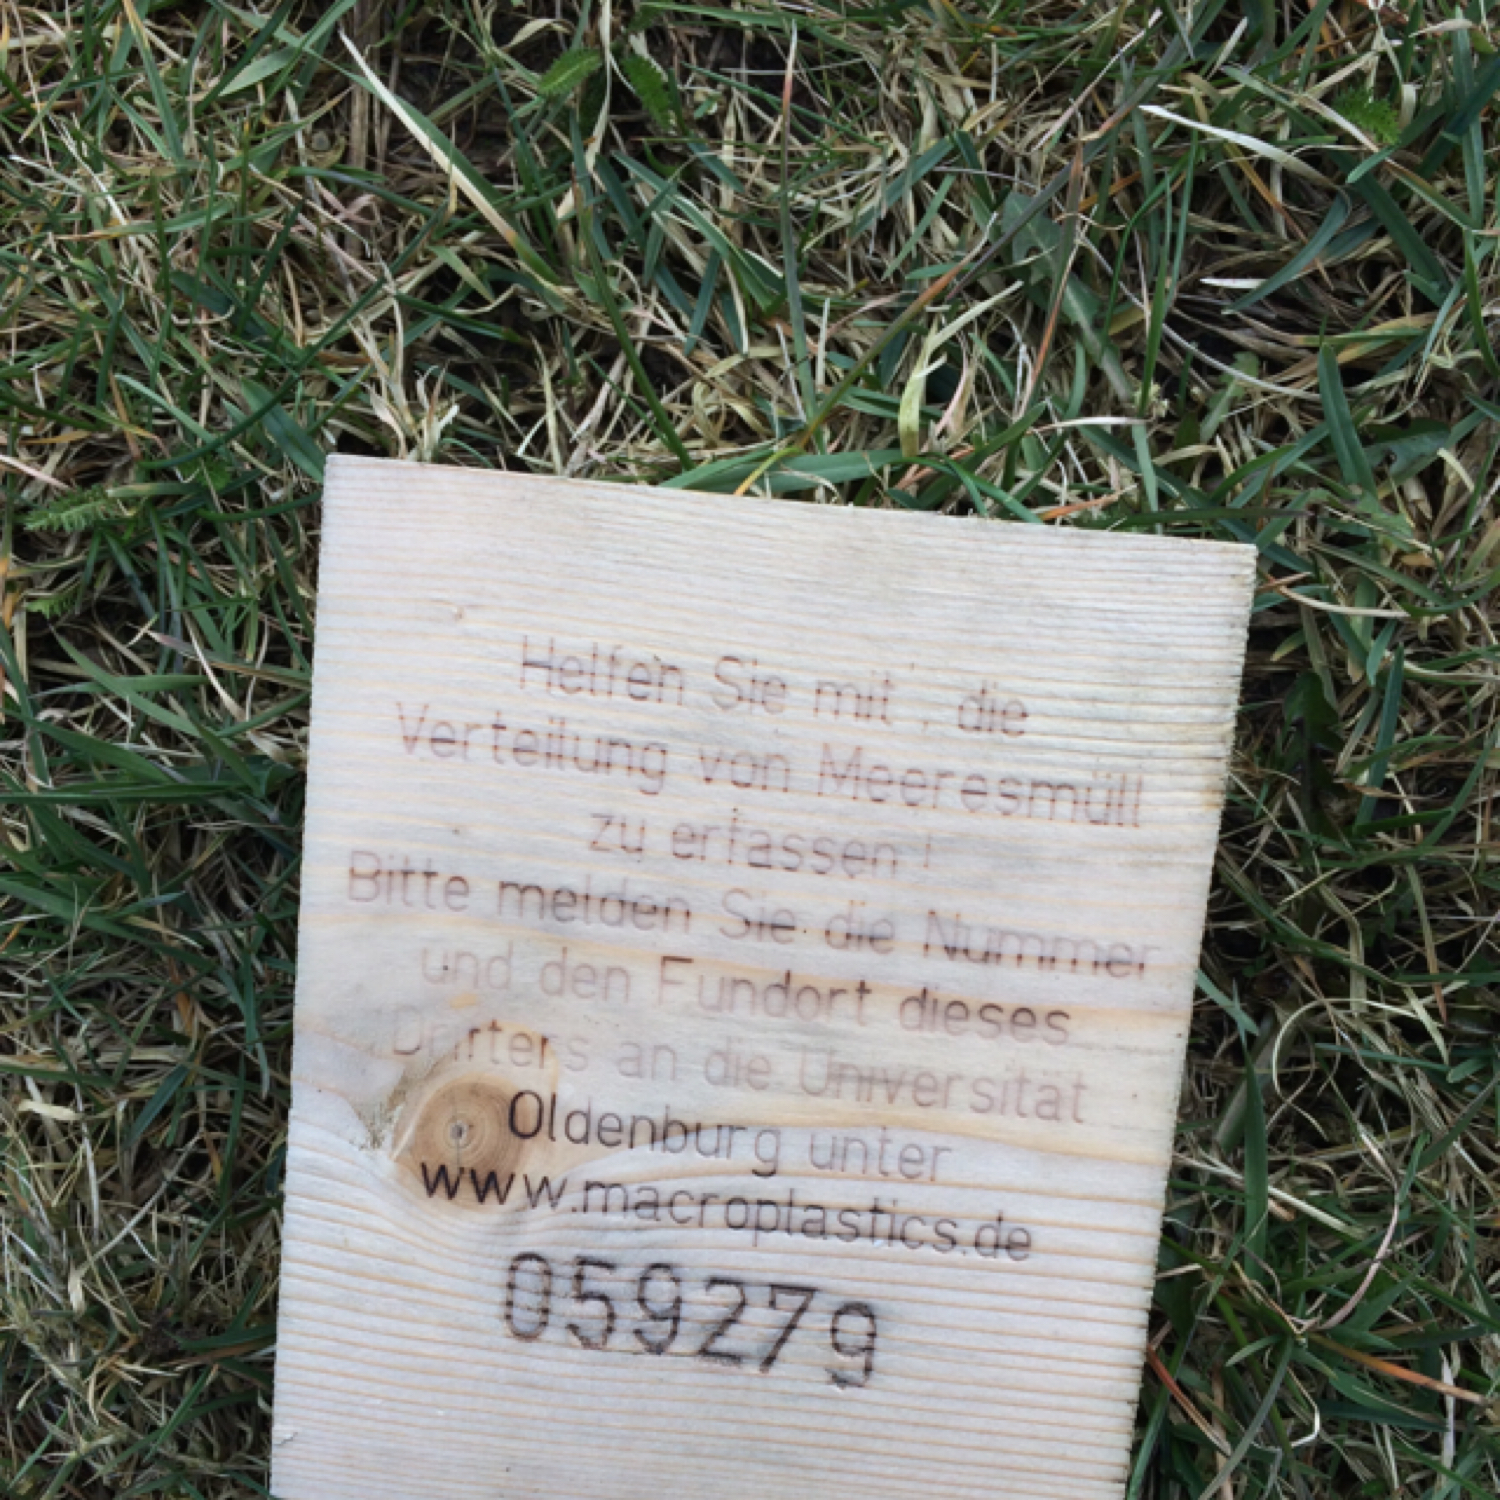 Helfen Sie mit , die
Verteilung von Meeresmüll
zu erfassen !
Bitte melden Sie die Nummer
und den Fundort dieses
Drifters an die Universität
Oldenburg unter
www.macroplastics.de
059279